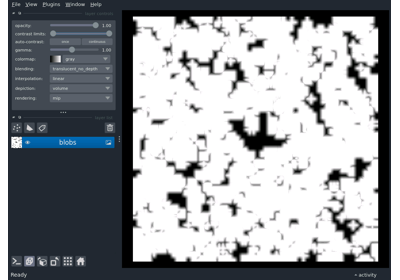 File View Plugins Window Help
opacity: 1.00
contrast limits:
auto-contrast: once continuous
gamma: 1.00
colormap: gray
blending: translucent_no_depth
interpolation: linear
depiction: volume
rendering: mip
blobs
Ready
activity